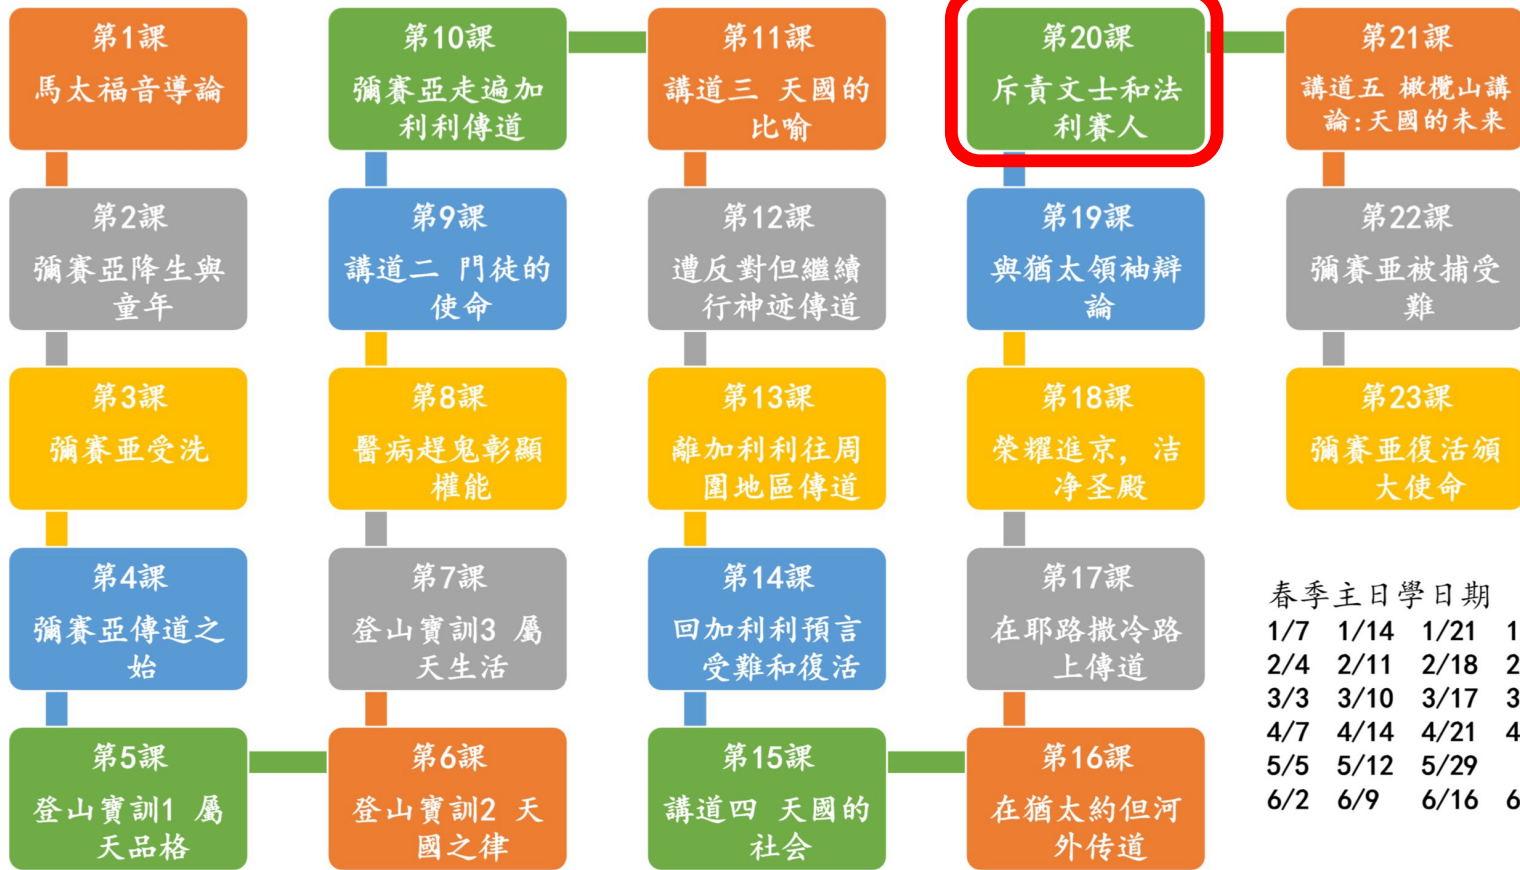 第1課
馬太福音導論
第2課
彌賽亞降生與
童年
第3課
彌賽亞受洗
第4課
彌賽亞傳道之
始
第5課
登山寶訓1 屬
天品格
第6課
登山寶訓2 天
國之律
第7課
登山寶訓3 屬
天生活
第8課
醫病趕鬼彰顯
權能
第9課
講道二 門徒的
使命
第10課
彌賽亞走遍加
利利傳道
第11課
講道三 天國的
比喻
第12課
遭反對但繼續
行神迹傳道
第13課
離加利利往周
圍地區傳道
第14課
回加利利預言
受難和復活
第15課
講道四 天國的
社会
第16課
在猶太約但河
外传道
第17課
在耶路撒冷路
上傳道
第18課
榮耀進京, 洁
净圣殿
第19課
與猶太領袖辯
論
第20課
斥責文士和法
利賽人
第21課
講道五 橄欖山講
論:天國的未来
第22課
彌賽亞被捕受
難
第23課
彌賽亞復活頒
大使命
春季主日學日期
1/7 1/14 1/21 1
2/4 2/11 2/18 2
3/3 3/10 3/17 3
4/7 4/14 4/21 4
5/5 5/12 5/29
6/2 6/9 6/16 6